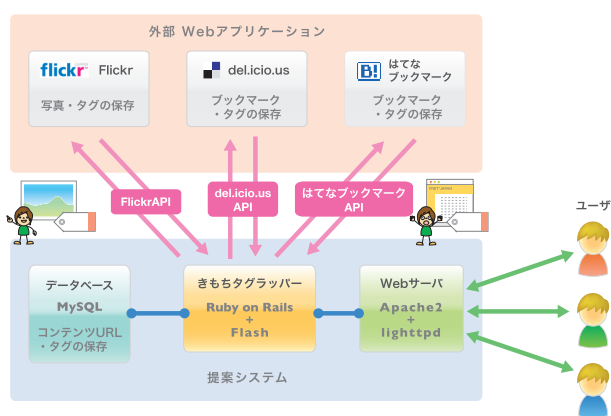 外部 Webアプリケーション
flickr Flickr
写真・タグの保存
del.icio.us
ブックマーク
・タグの保存
B! はてな
ブックマーク
ブックマーク
・タグの保存
FlickrAPI
del.icio.us
API
はてなブックマーク
API
ユーザ
データベース
MySQL
コンテンツURL
・タグの保存
きもちタグラッパー
Ruby on Rails
+
Flash
Webサーバ
Apache2
+
lighttpd
提案システム